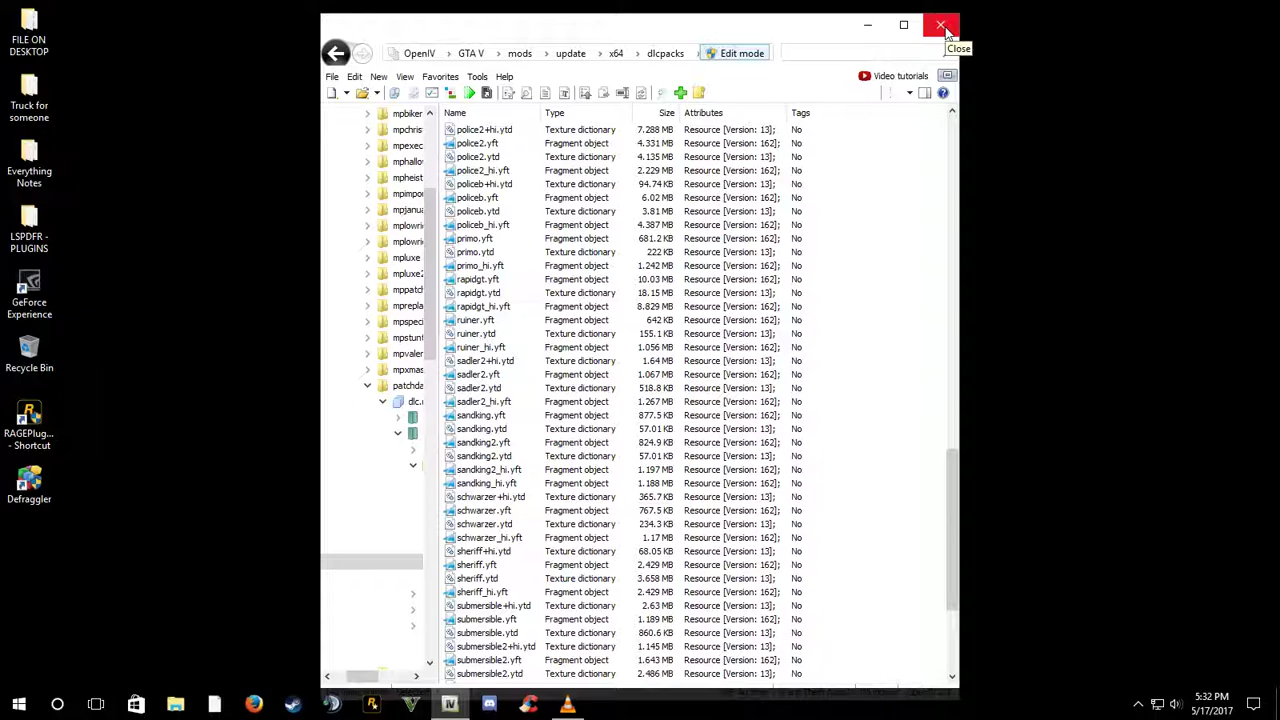 FILE ON
DESKTOP
Truck for
someone
Everything
Notes
LSPDFR -
PLUGINS
GeForce
Experience
Recycle Bin
RAGEPlug...
- Shortcut
Defraggler
Close
OpenIV GTA V mods update x64 dlcpacks Edit mode
File Edit New View Favorites Tools Help Video tutorials
mpbiker
mpchris
mpexec
mphallo
mpheist
mpimpo
mpjanua
mplowri
mplowri
mpluxe
mpluxe2
mppatch
mprepla
mpspeci
mpstunt
mpvaler
mpxmas
patchda
dlc.
Name Type Size Attributes Tags
police2+hi.ytd Texture dictionary 7.288 MB Resource [Version: 13]; No
police2.yft Fragment object 4.331 MB Resource [Version: 162]; No
police2.ytd Texture dictionary 4.135 MB Resource [Version: 13]; No
police2_hi.yft Fragment object 2.229 MB Resource [Version: 162]; No
policeb+hi.ytd Texture dictionary 94.74 KB Resource [Version: 13]; No
policeb.yft Fragment object 6.02 MB Resource [Version: 162]; No
policeb.ytd Texture dictionary 3.81 MB Resource [Version: 13]; No
policeb_hi.yft Fragment object 4.387 MB Resource [Version: 162]; No
primo.yft Fragment object 681.2 KB Resource [Version: 162]; No
primo.ytd Texture dictionary 222 KB Resource [Version: 13]; No
primo_hi.yft Fragment object 1.242 MB Resource [Version: 162]; No
rapidgt.yft Fragment object 10.03 MB Resource [Version: 162]; No
rapidgt.ytd Texture dictionary 18.15 MB Resource [Version: 13]; No
rapidgt_hi.yft Fragment object 8.829 MB Resource [Version: 162]; No
ruiner.yft Fragment object 642 KB Resource [Version: 162]; No
ruiner.ytd Texture dictionary 155.1 KB Resource [Version: 13]; No
ruiner_hi.yft Fragment object 1.056 MB Resource [Version: 162]; No
sadler2+hi.ytd Texture dictionary 1.64 MB Resource [Version: 13]; No
sadler2.yft Fragment object 1.067 MB Resource [Version: 162]; No
sadler2.ytd Texture dictionary 518.8 KB Resource [Version: 13]; No
sadler2_hi.yft Fragment object 1.267 MB Resource [Version: 162]; No
sandking.yft Fragment object 877.5 KB Resource [Version: 162]; No
sandking.ytd Texture dictionary 57.01 KB Resource [Version: 13]; No
sandking2.yft Fragment object 824.9 KB Resource [Version: 162]; No
sandking2.ytd Texture dictionary 57.01 KB Resource [Version: 13]; No
sandking2_hi.yft Fragment object 1.197 MB Resource [Version: 162]; No
sandking_hi.yft Fragment object 1.188 MB Resource [Version: 162]; No
schwarzer+hi.ytd Texture dictionary 365.7 KB Resource [Version: 13]; No
schwarzer.yft Fragment object 767.5 KB Resource [Version: 162]; No
schwarzer.ytd Texture dictionary 234.3 KB Resource [Version: 13]; No
schwarzer_hi.yft Fragment object 1.17 MB Resource [Version: 162]; No
sheriff+hi.ytd Texture dictionary 68.05 KB Resource [Version: 13]; No
sheriff.yft Fragment object 2.429 MB Resource [Version: 162]; No
sheriff.ytd Texture dictionary 3.658 MB Resource [Version: 13]; No
sheriff_hi.yft Fragment object 2.429 MB Resource [Version: 162]; No
submersible+hi.ytd Texture dictionary 2.63 MB Resource [Version: 13]; No
submersible.yft Fragment object 1.189 MB Resource [Version: 162]; No
submersible.ytd Texture dictionary 860.6 KB Resource [Version: 13]; No
submersible2+hi.ytd Texture dictionary 1.145 MB Resource [Version: 13]; No
submersible2.yft Fragment object 1.643 MB Resource [Version: 162]; No
submersible2.ytd Texture dictionary 2.486 MB Resource [Version: 13]; No
5:32 PM
5/17/2017